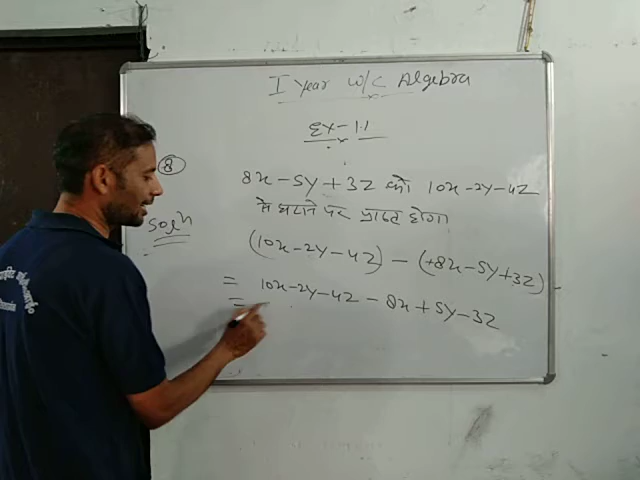 I Year W/C Algebra
Ex-1.1
8
8x-5y+3z को 10x-2y-4z
में घटाने पर प्राप्त होगा
Solⁿ
(10x-2y-4z) - (+8x-5y+3z)
= 10x-2y-4z-8x+5y-3z
=